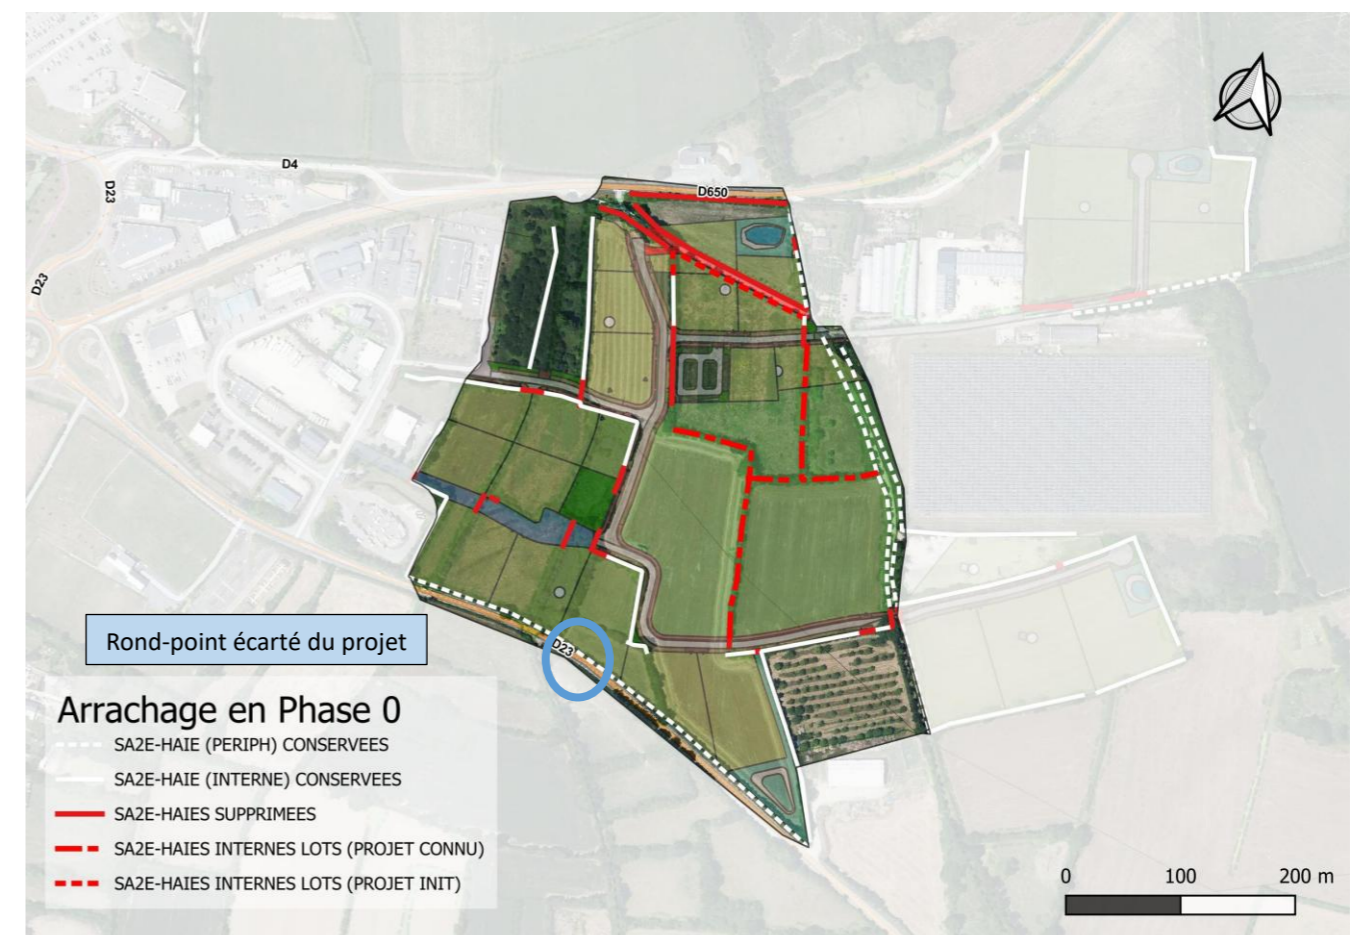 D4
D23
D650
D23
D23
Rond-point écarté du projet
Arrachage en Phase 0
SA2E-HAIE (PERIPH) CONSERVEES
SA2E-HAIE (INTERNE) CONSERVEES
SA2E-HAIES SUPPRIMEES
SA2E-HAIES INTERNES LOTS (PROJET CONNU)
SA2E-HAIES INTERNES LOTS (PROJET INIT)
0 100 200 m